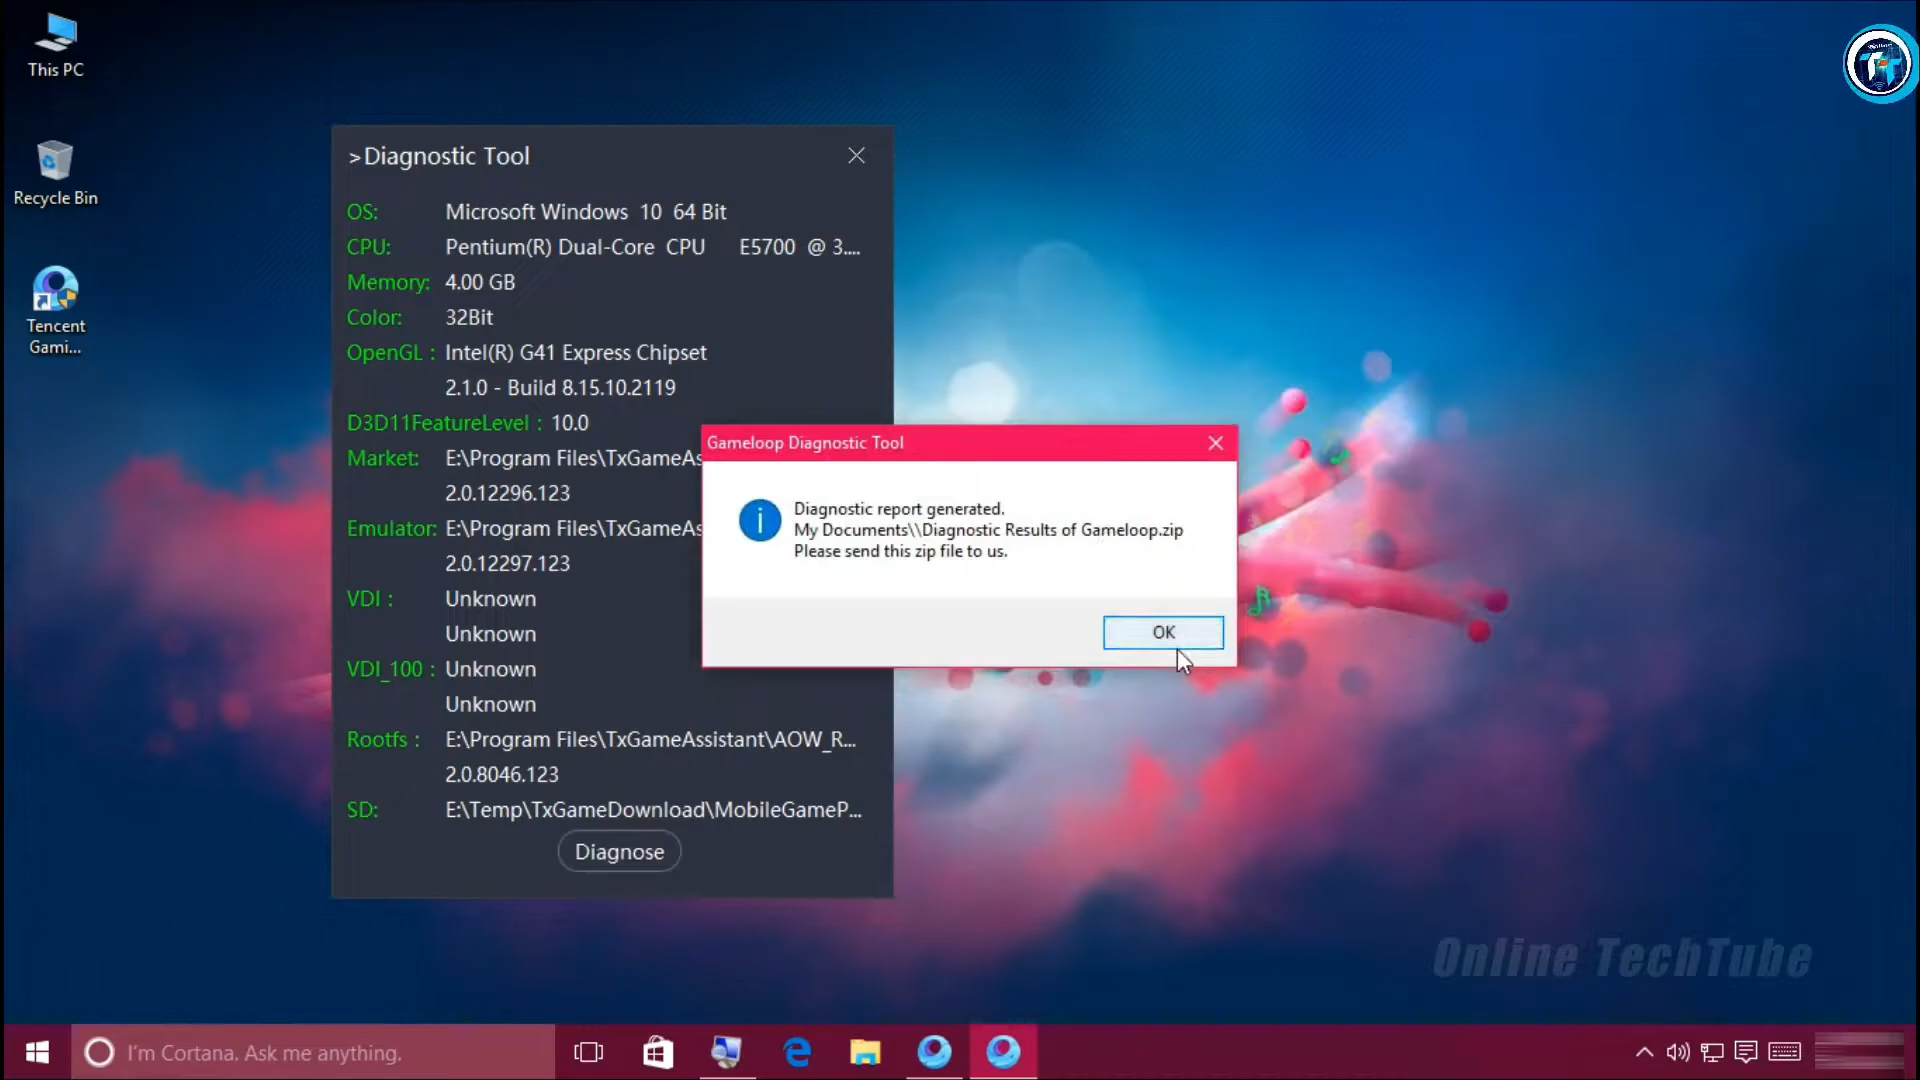 This PC
Recycle Bin
Tencent
Gami...
>Diagnostic Tool
OS: Microsoft Windows 10 64 Bit
CPU: Pentium(R) Dual-Core CPU E5700 @ 3....
Memory: 4.00 GB
Color: 32Bit
OpenGL : Intel(R) G41 Express Chipset
2.1.0 - Build 8.15.10.2119
D3D11FeatureLevel : 10.0
Market: E:\Program Files\TxGameAs
2.0.12296.123
Emulator: E:\Program Files\TxGameAs
2.0.12297.123
VDI : Unknown
Unknown
VDI_100 : Unknown
Unknown
Rootfs : E:\Program Files\TxGameAssistant\AOW_R...
2.0.8046.123
SD: E:\Temp\TxGameDownload\MobileGameP...
Diagnose
Gameloop Diagnostic Tool
Diagnostic report generated.
My Documents\\Diagnostic Results of Gameloop.zip
Please send this zip file to us.
OK
Online TechTube
I'm Cortana. Ask me anything.